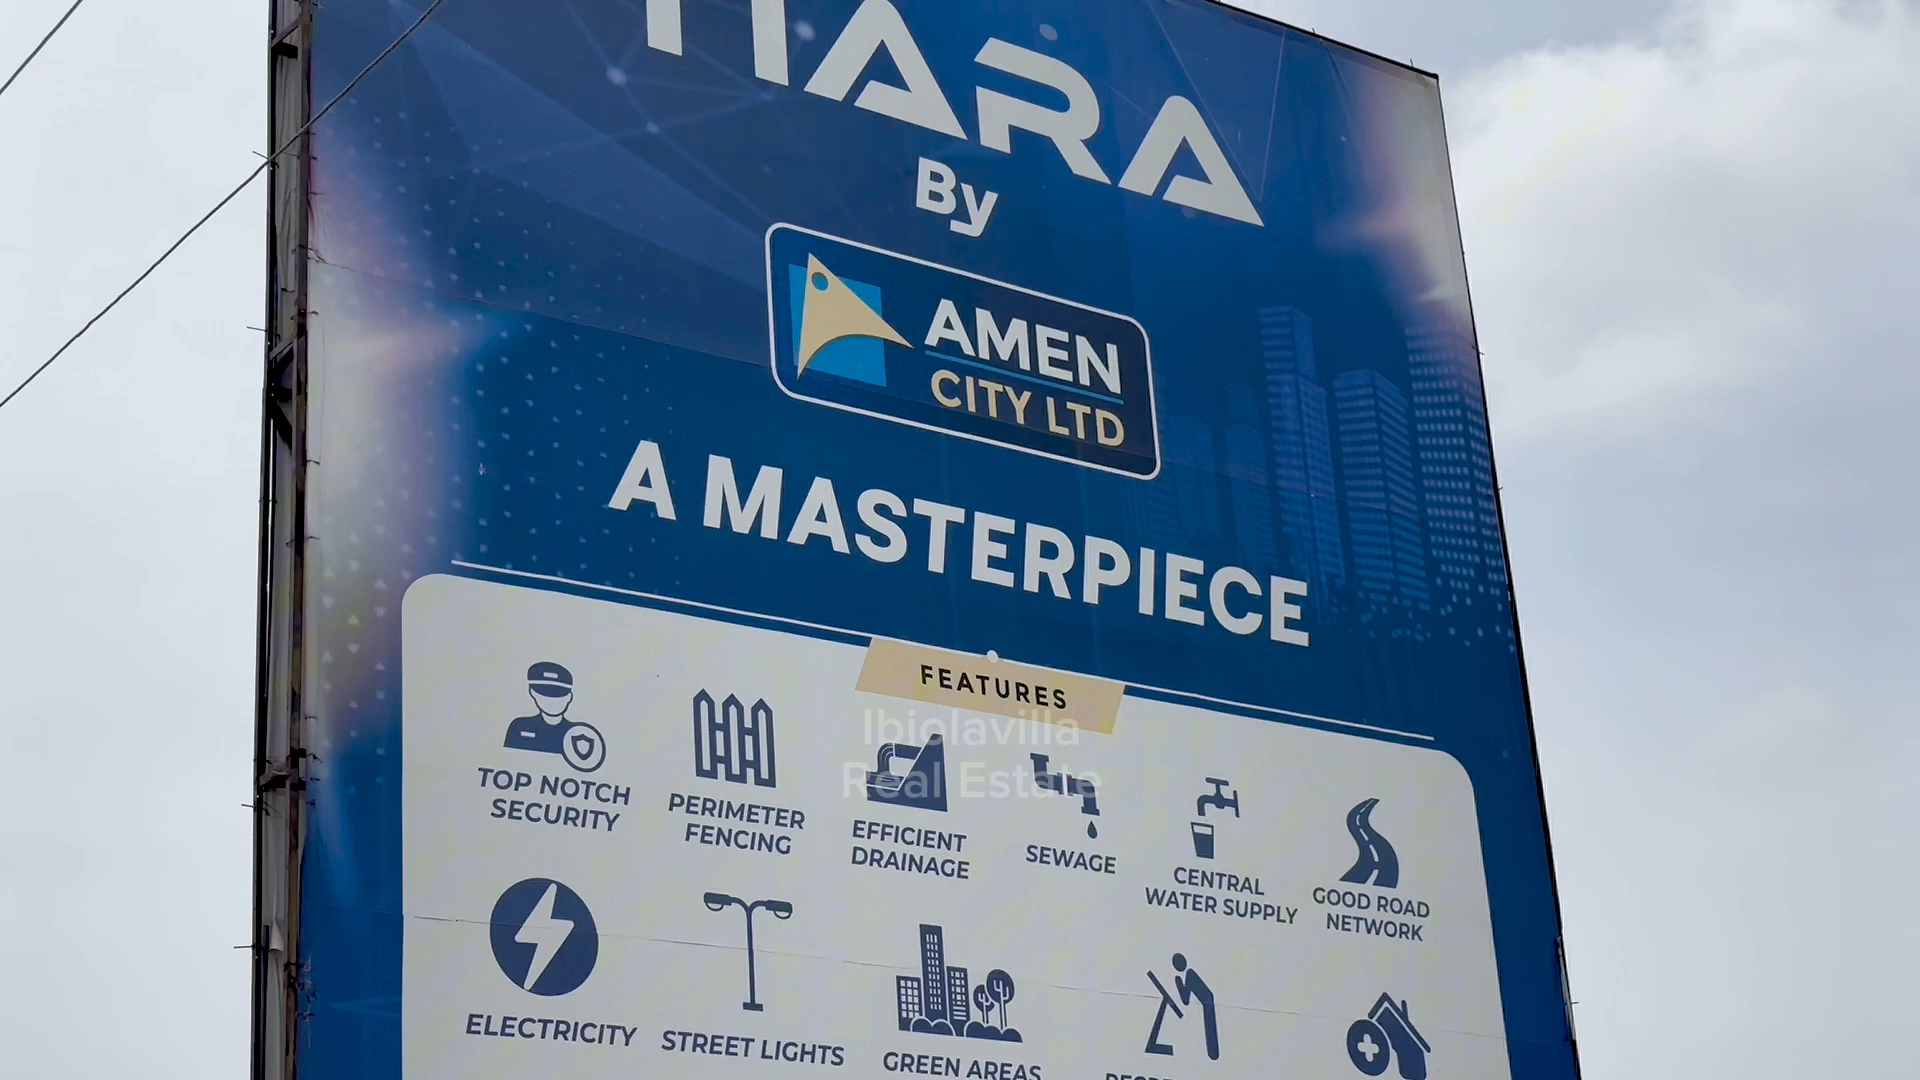 TIARA
By
AMEN
CITY LTD
A MASTERPIECE
FEATURES
Ibiolavilla
Real Estate
TOP NOTCH
SECURITY
PERIMETER
FENCING
EFFICIENT
DRAINAGE
SEWAGE
CENTRAL
WATER SUPPLY
GOOD ROAD
NETWORK
ELECTRICITY
STREET LIGHTS
GREEN AREAS